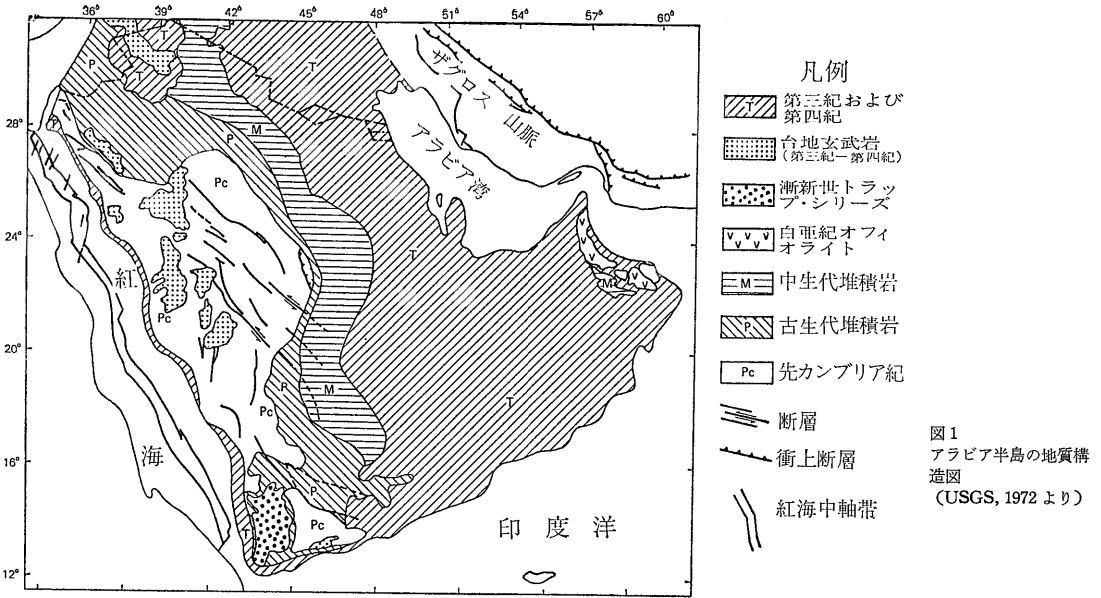 36° 39° 42° 45° 48° 51° 54° 57° 60°
28°
24°
20°
16°
12°
T
P
T
T
M
P
Pc
T
T
Pc
P
M
Pc
T
P
Pc
T
M
V
V
V
V
ザグロス
山脈
アラビア湾
紅
海
印度洋
凡例
T 第三紀および
第四紀
台地玄武岩
(第三紀—第四紀)
漸新世トラッ
プ・シリーズ
V V V V V V 白亜紀オフィ
オライト
M 中生代堆積岩
P 古生代堆積岩
Pc 先カンブリア紀
断層
衝上断層
紅海中軸帯
図1
アラビア半島の地質構
造図
(USGS, 1972 より)